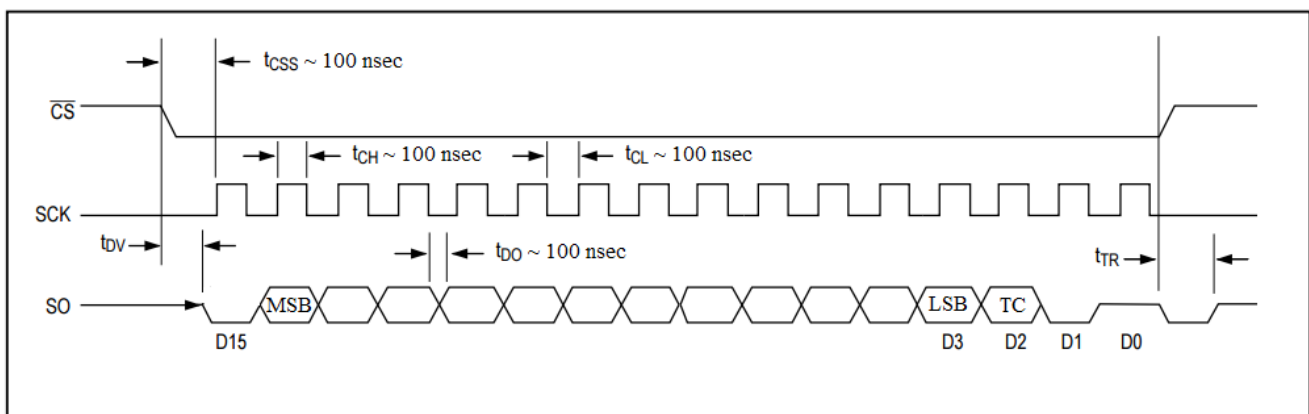 tCSS ~ 100 nsec
CS
tCH ~ 100 nsec
tCL ~ 100 nsec
SCK
tDV
tDO ~ 100 nsec
tTR
SO
MSB
LSB
TC
D15
D3
D2
D1
D0